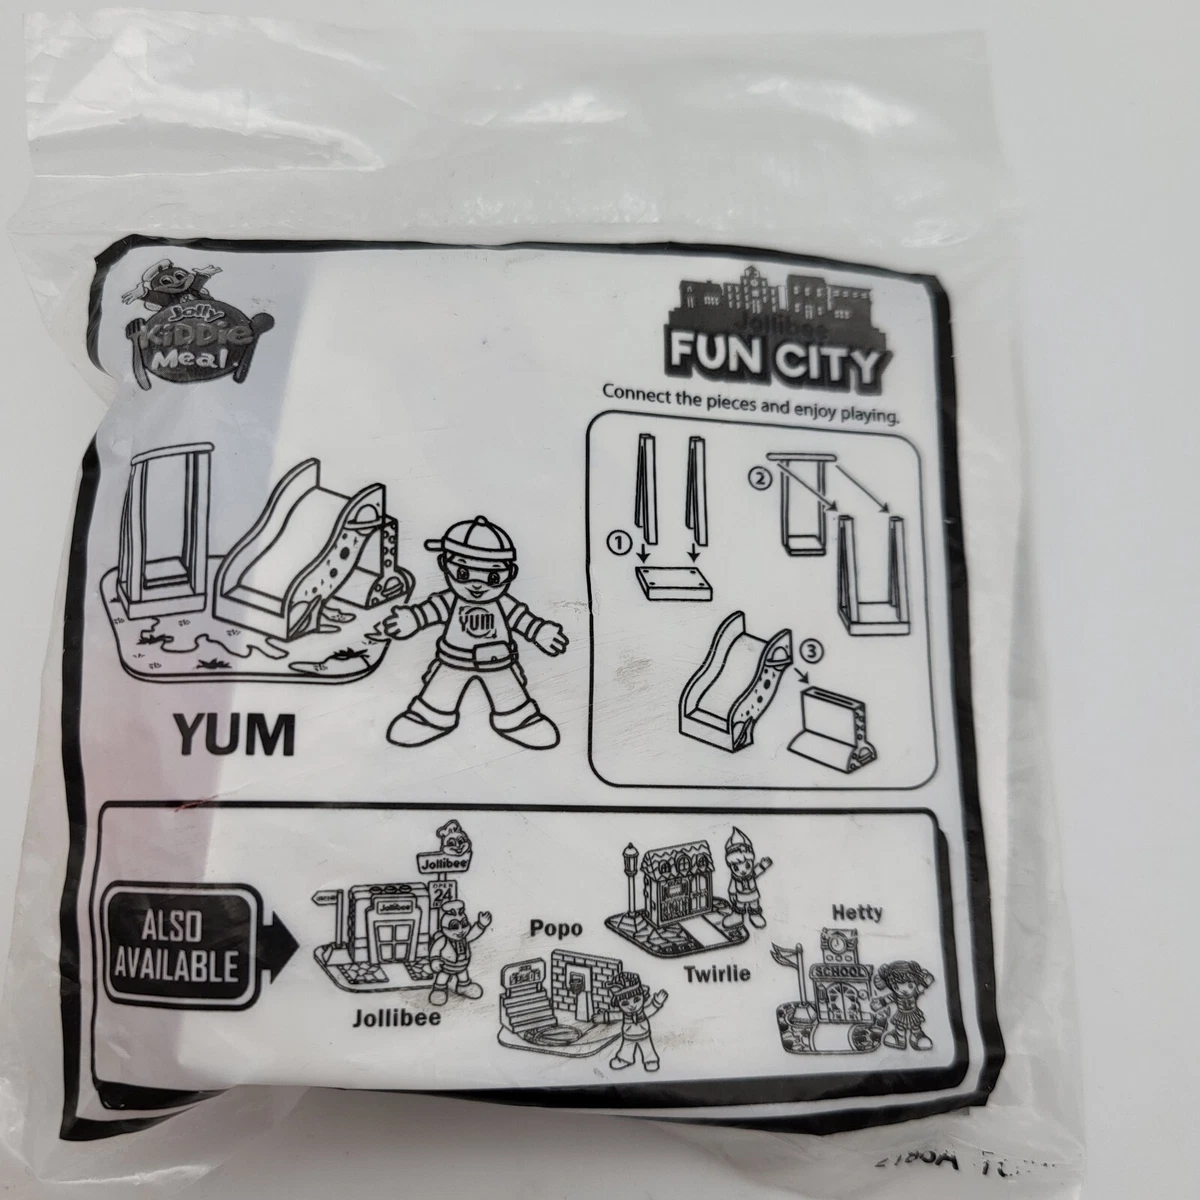 Jolly
KiDDie
Meal
Jollibee
FUN CITY
Connect the pieces and enjoy playing.
1
2
3
YUM
YUM
ALSO
AVAILABLE
Jollibee
OPEN
24
Jollibee
Jollibee
Popo
Twirlie
Hetty
SCHOOL